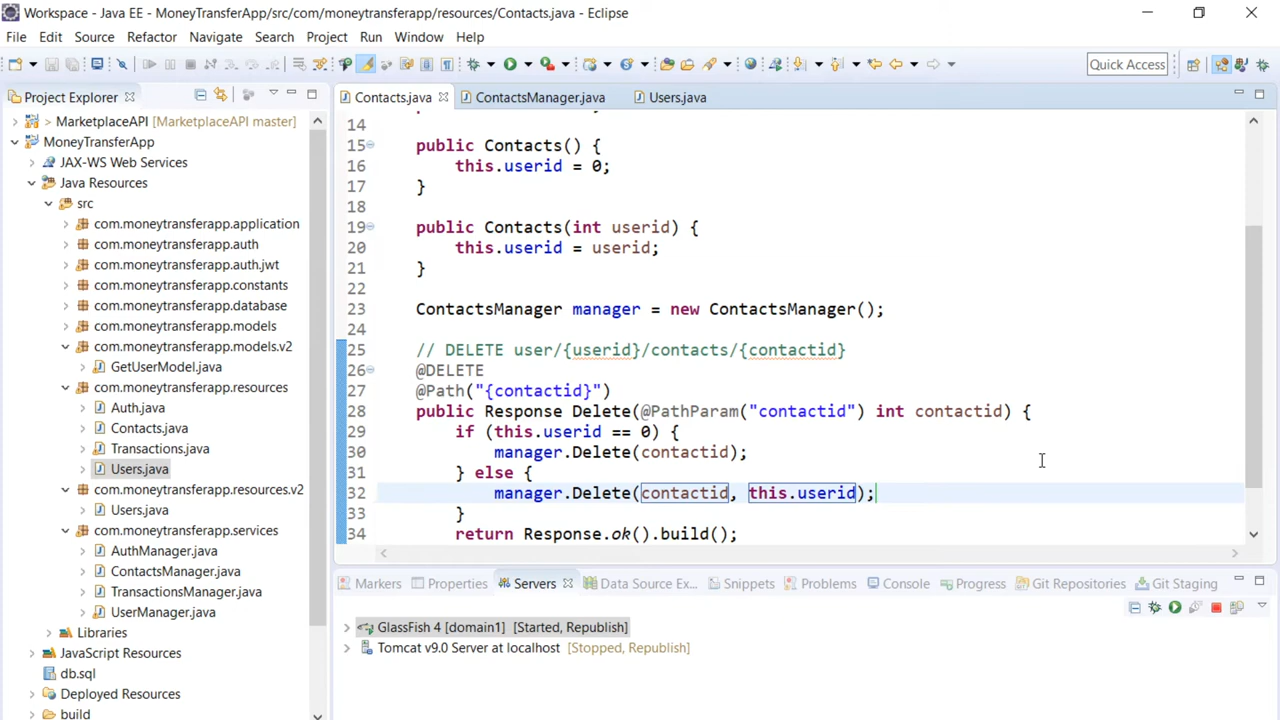 Workspace - Java EE - MoneyTransferApp/src/com/moneytransferapp/resources/Contacts.java - Eclipse
File Edit Source Refactor Navigate Search Project Run Window Help
Quick Access
Project Explorer
Contacts.java ContactsManager.java Users.java
> MarketplaceAPI [MarketplaceAPI master]
MoneyTransferApp
JAX-WS Web Services
Java Resources
src
com.moneytransferapp.application
com.moneytransferapp.auth
com.moneytransferapp.auth.jwt
com.moneytransferapp.constants
com.moneytransferapp.database
com.moneytransferapp.models
com.moneytransferapp.models.v2
GetUserModel.java
com.moneytransferapp.resources
Auth.java
Contacts.java
Transactions.java
Users.java
com.moneytransferapp.resources.v2
Users.java
com.moneytransferapp.services
AuthManager.java
ContactsManager.java
TransactionsManager.java
UserManager.java
Libraries
JavaScript Resources
db.sql
Deployed Resources
build
14
15 public Contacts() {
16 this.userid = 0;
17 }
18
19 public Contacts(int userid) {
20 this.userid = userid;
21 }
22
23 ContactsManager manager = new ContactsManager();
24
25 // DELETE user/{userid}/contacts/{contactid}
26 @DELETE
27 @Path("{contactid}")
28 public Response Delete(@PathParam("contactid") int contactid) {
29 if (this.userid == 0) {
30 manager.Delete(contactid);
31 } else {
32 manager.Delete(contactid, this.userid);
33 }
34 return Response.ok().build();
Markers Properties Servers Data Source Ex... Snippets Problems Console Progress Git Repositories Git Staging
GlassFish 4 [domain1] [Started, Republish]
Tomcat v9.0 Server at localhost [Stopped, Republish]